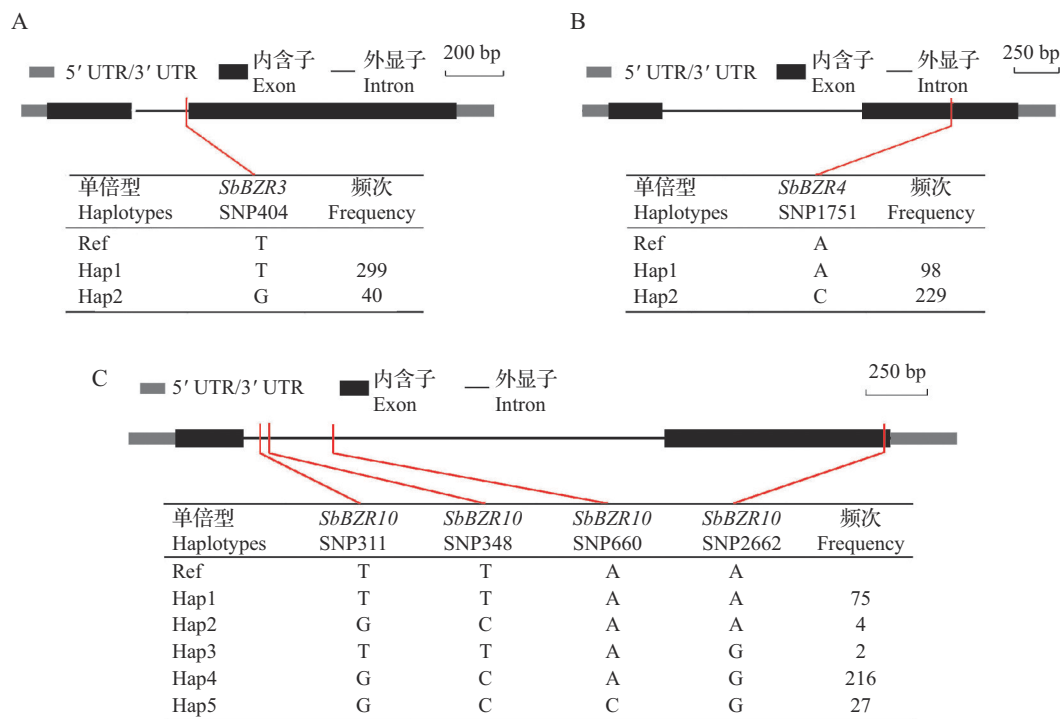 A
200 bp
5′ UTR/3′ UTR 内含子 外显子
Exon Intron
单倍型 SbBZR3 频次
Haplotypes SNP404 Frequency
Ref T
Hap1 T 299
Hap2 G 40
B
250 bp
5′ UTR/3′ UTR 内含子 外显子
Exon Intron
单倍型 SbBZR4 频次
Haplotypes SNP1751 Frequency
Ref A
Hap1 A 98
Hap2 C 229
C
250 bp
5′ UTR/3′ UTR 内含子 外显子
Exon Intron
单倍型 SbBZR10 SbBZR10 SbBZR10 SbBZR10 频次
Haplotypes SNP311 SNP348 SNP660 SNP2662 Frequency
Ref T T A A
Hap1 T T A A 75
Hap2 G C A A 4
Hap3 T T A G 2
Hap4 G C A G 216
Hap5 G C C G 27